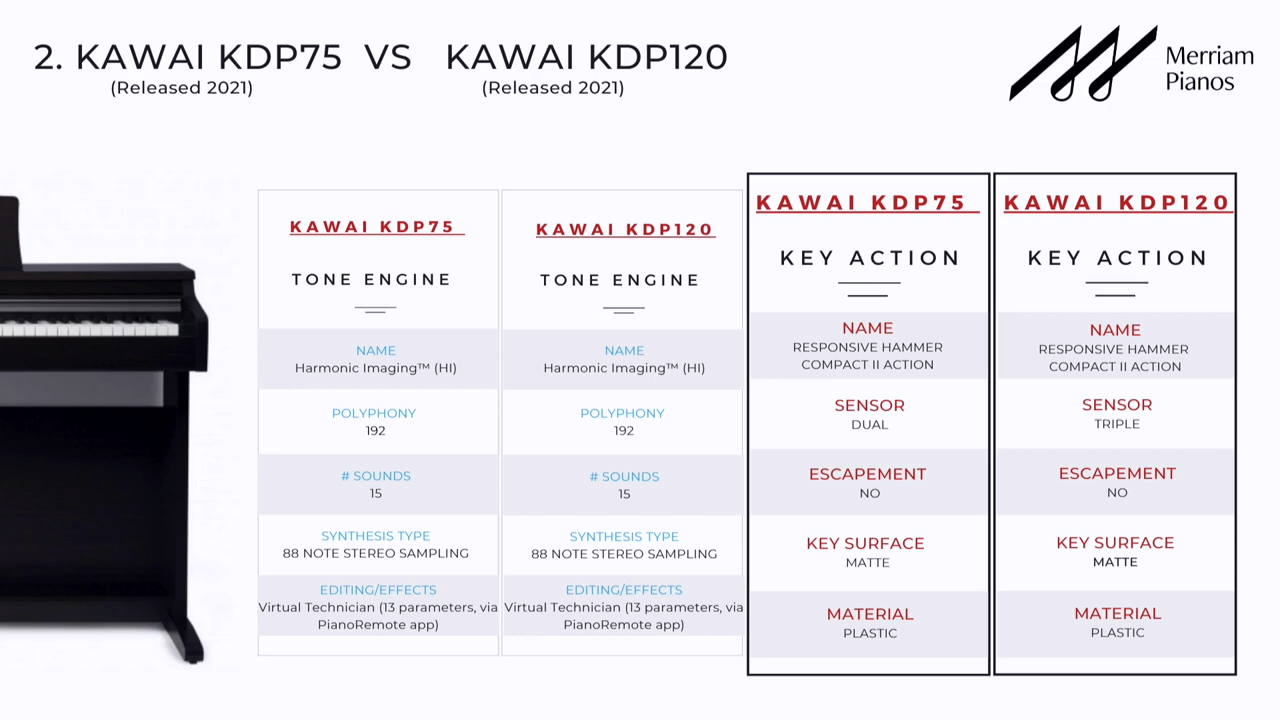 2. KAWAI KDP75 VS KAWAI KDP120
(Released 2021) (Released 2021)
Merriam
Pianos
KAWAI KDP75
TONE ENGINE
NAME
Harmonic Imaging™ (HI)
POLYPHONY
192
# SOUNDS
15
SYNTHESIS TYPE
88 NOTE STEREO SAMPLING
EDITING/EFFECTS
Virtual Technician (13 parameters, via
PianoRemote app)
KAWAI KDP120
TONE ENGINE
NAME
Harmonic Imaging™ (HI)
POLYPHONY
192
# SOUNDS
15
SYNTHESIS TYPE
88 NOTE STEREO SAMPLING
EDITING/EFFECTS
Virtual Technician (13 parameters, via
PianoRemote app)
KAWAI KDP75
KEY ACTION
NAME
RESPONSIVE HAMMER
COMPACT II ACTION
SENSOR
DUAL
ESCAPEMENT
NO
KEY SURFACE
MATTE
MATERIAL
PLASTIC
KAWAI KDP120
KEY ACTION
NAME
RESPONSIVE HAMMER
COMPACT II ACTION
SENSOR
TRIPLE
ESCAPEMENT
NO
KEY SURFACE
MATTE
MATERIAL
PLASTIC